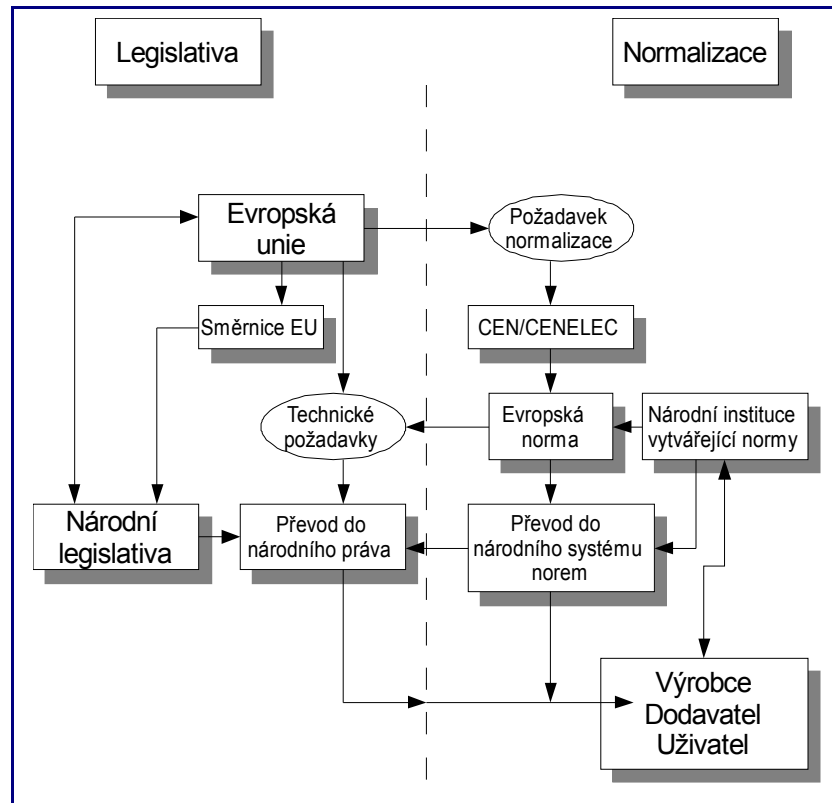 Legislativa
Normalizace
Evropská
unie
Požadavek
normalizace
Směrnice EU
CEN/CENELEC
Technické
požadavky
Evropská
norma
Národní instituce
vytvářející normy
Národní
legislativa
Převod do
národního práva
Převod do
národního systému
norem
Výrobce
Dodavatel
Uživatel